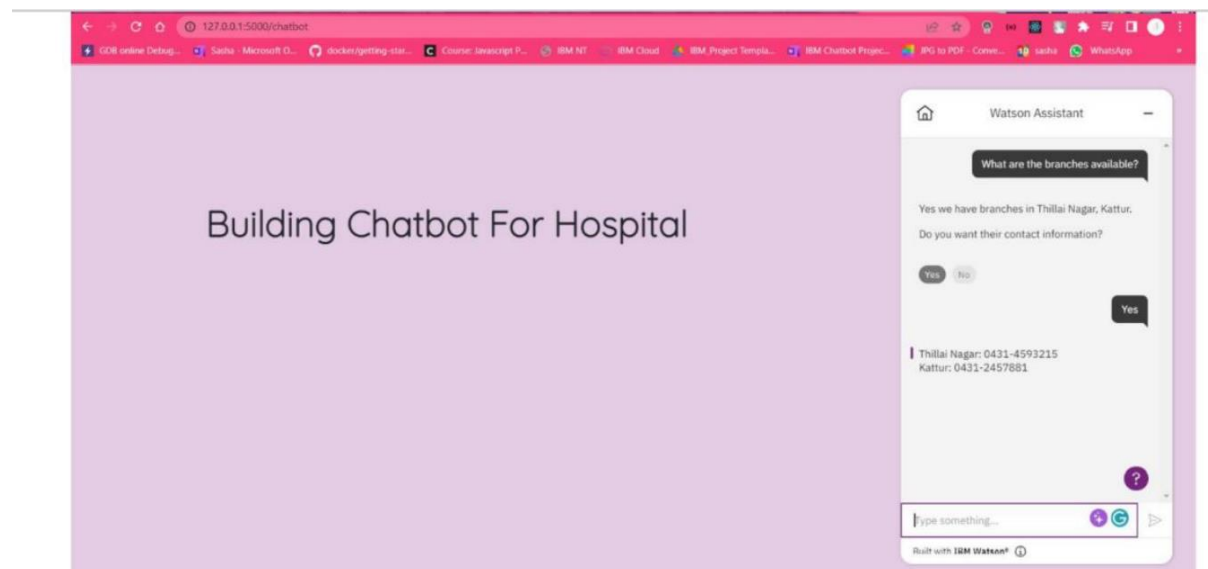 127.0.0.1:5000/chatbot
GDB online Debug... Sasha - Microsoft O... docker/getting-star... Course: Javascript P... IBM NT IBM Cloud IBM_Project Templa... IBM Chatbot Projec... JPG to PDF - Conve... sasha WhatsApp
Watson Assistant
What are the branches available?
Building Chatbot For Hospital
Yes we have branches in Thillai Nagar, Kattur.
Do you want their contact information?
Yes No
Yes
Thillai Nagar: 0431-4593215
Kattur: 0431-2457881
?
Type something...
Built with IBM Watson®